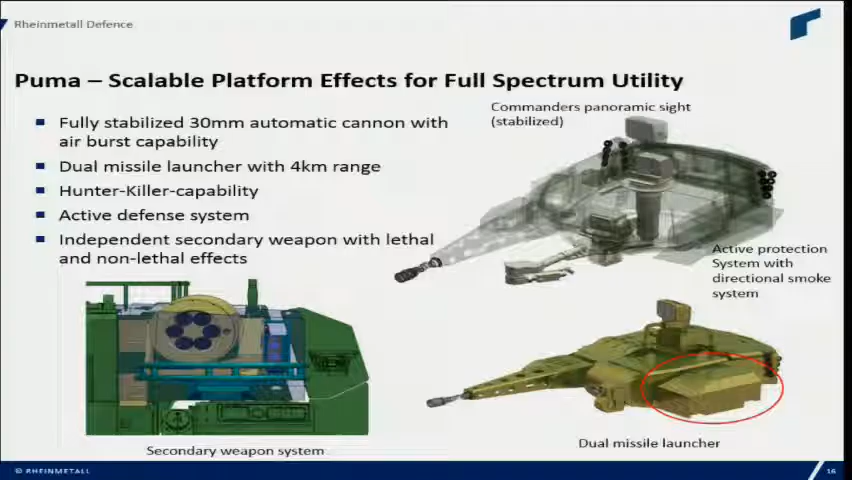 Rheinmetall Defence
Puma – Scalable Platform Effects for Full Spectrum Utility
Fully stabilized 30mm automatic cannon with
air burst capability
Dual missile launcher with 4km range
Hunter-Killer-capability
Active defense system
Independent secondary weapon with lethal
and non-lethal effects
Commanders panoramic sight
(stabilized)
Active protection
System with
directional smoke
system
Secondary weapon system
Dual missile launcher
© RHEINMETALL
16